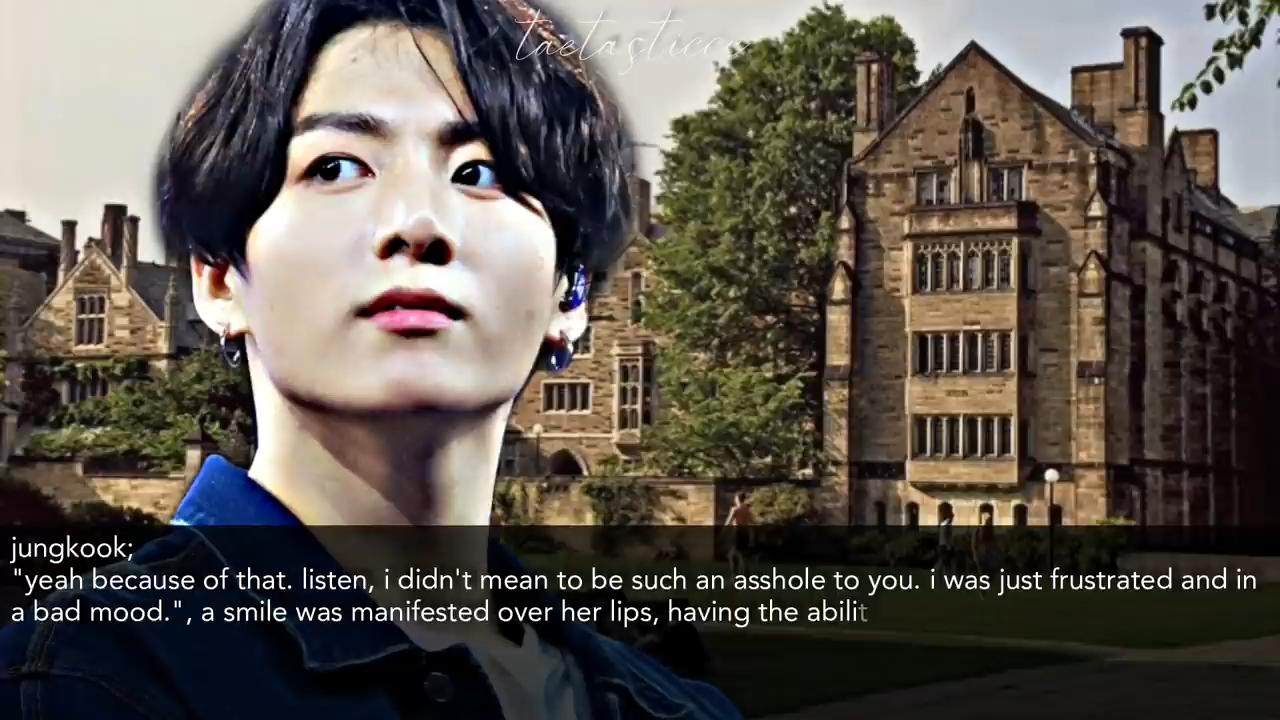 taetasticcc
jungkook;
"yeah because of that. listen, i didn't mean to be such an asshole to you. i was just frustrated and in
a bad mood.", a smile was manifested over her lips, having the abilit